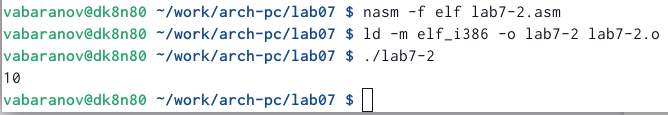 vabaranov@dk8n80 ~/work/arch-pc/lab07 $ nasm -f elf lab7-2.asm
vabaranov@dk8n80 ~/work/arch-pc/lab07 $ ld -m elf_i386 -o lab7-2 lab7-2.o
vabaranov@dk8n80 ~/work/arch-pc/lab07 $ ./lab7-2
10
vabaranov@dk8n80 ~/work/arch-pc/lab07 $